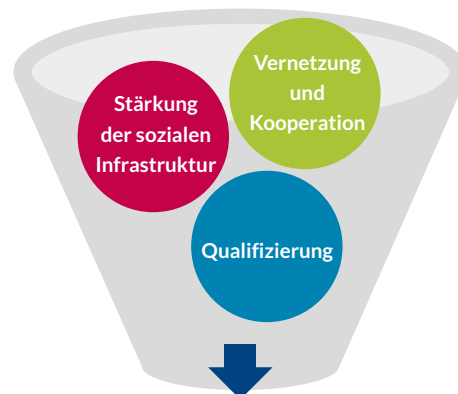 Vernetzung
und
Kooperation
Stärkung
der sozialen
Infrastruktur
Qualifizierung